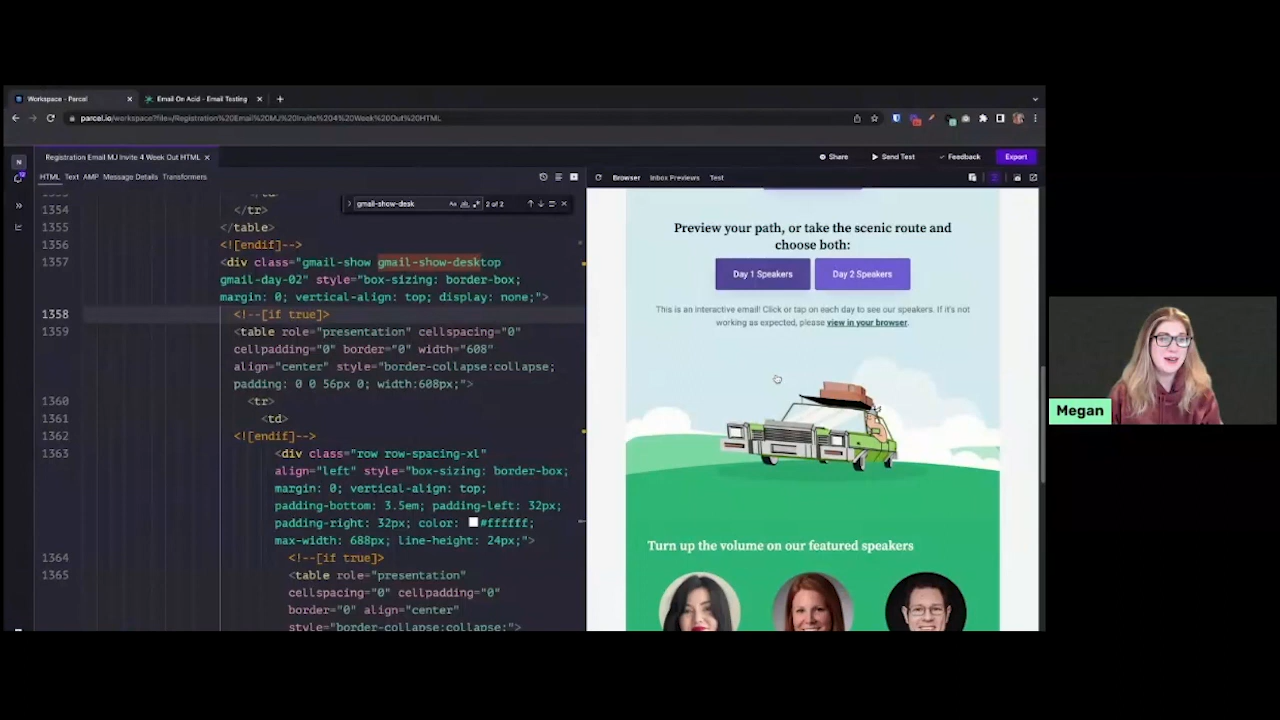 Workspace - Parcel
Email On Acid - Email Testing
parcel.io/workspace?file=/Registration%20Email%20MJ%20Invite%204%20Week%20Out%20HTML
N
Registration Email MJ Invite 4 Week Out HTML
Share
Send Test
Feedback
Export
HTML Text AMP Message Details Transformers
Browser Inbox Previews Test
gmail-show-desk
2 of 2
1354 </tr>
1355 </table>
1356 <![endif]-->
1357 <div class="gmail-show gmail-show-desktop
gmail-day-02" style="box-sizing: border-box;
margin: 0; vertical-align: top; display: none;">
1358 <!--[if true]>
1359 <table role="presentation" cellspacing="0"
cellpadding="0" border="0" width="608"
align="center" style="border-collapse:collapse;
padding: 0 0 56px 0; width:608px;">
1360 <tr>
1361 <td>
1362 <![endif]-->
1363 <div class="row row-spacing-xl"
align="left" style="box-sizing: border-box;
margin: 0; vertical-align: top;
padding-bottom: 3.5em; padding-left: 32px;
padding-right: 32px; color: #ffffff;
max-width: 688px; line-height: 24px;">
1364 <!--[if true]>
1365 <table role="presentation"
cellspacing="0" cellpadding="0"
border="0" align="center"
style="border-collapse:collapse;">
Preview your path, or take the scenic route and
choose both:
Day 1 Speakers
Day 2 Speakers
This is an interactive email! Click or tap on each day to see our speakers. If it's not
working as expected, please view in your browser.
Turn up the volume on our featured speakers
Megan